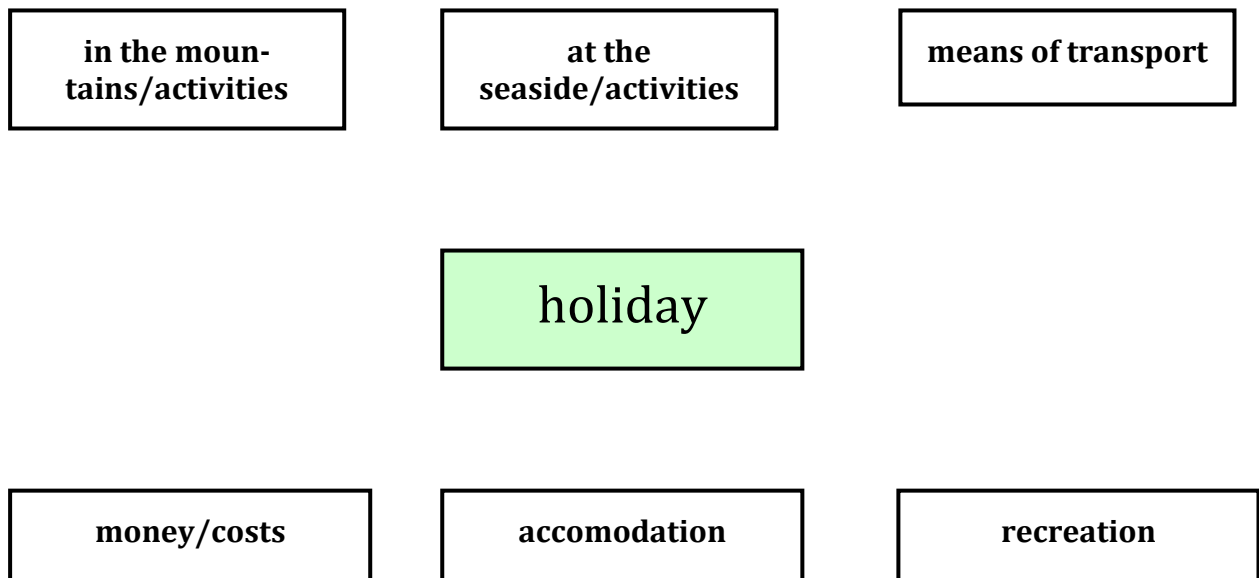 in the moun-
tains/activities
at the
seaside/activities
means of transport
holiday
money/costs
accomodation
recreation